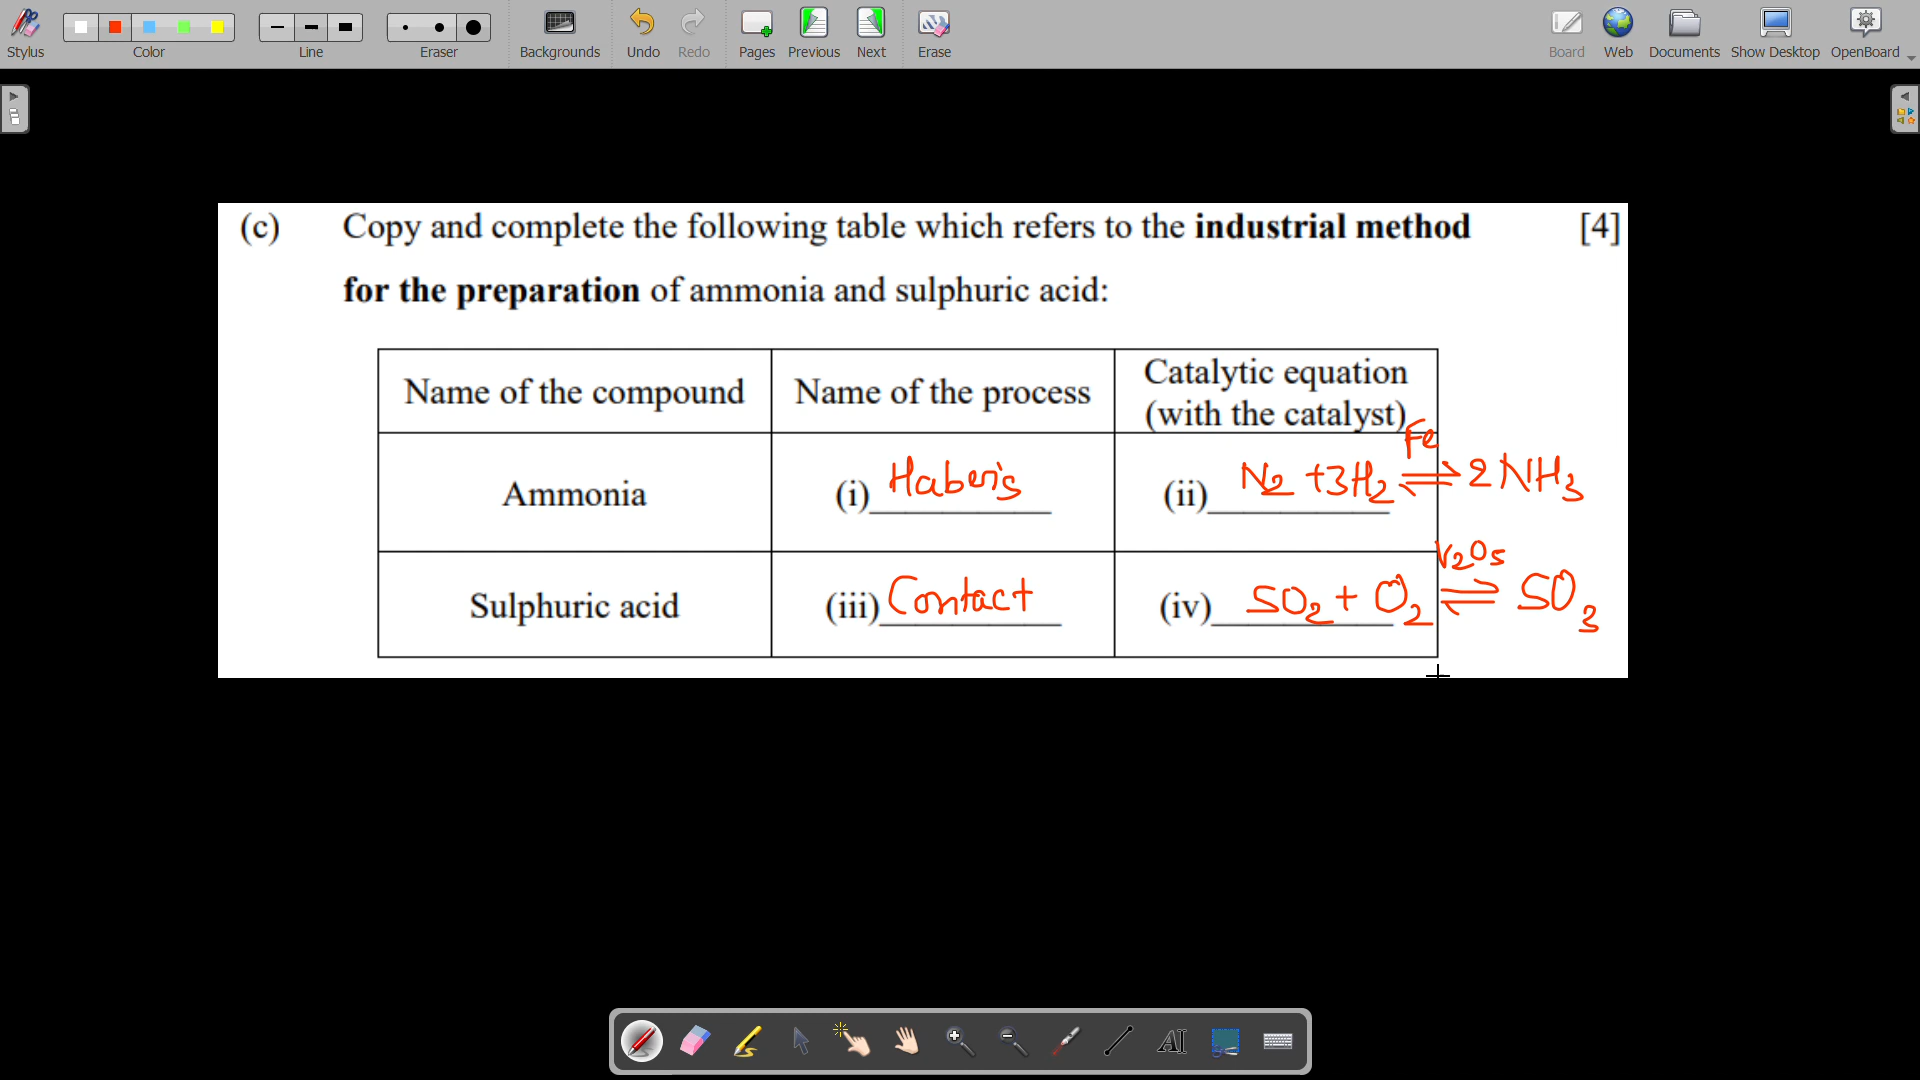 Stylus Color Line Eraser Backgrounds Undo Redo Pages Previous Next Erase Board Web Documents Show Desktop OpenBoard
(c) Copy and complete the following table which refers to the industrial method [4]
for the preparation of ammonia and sulphuric acid:
Name of the compound Name of the process Catalytic equation
(with the catalyst)
Fe
Ammonia (i) Haber's (ii) N2 + 3H2 ⇌ 2NH3
V2O5
Sulphuric acid (iii) Contact (iv) SO2 + O2 ⇌ SO3
AI